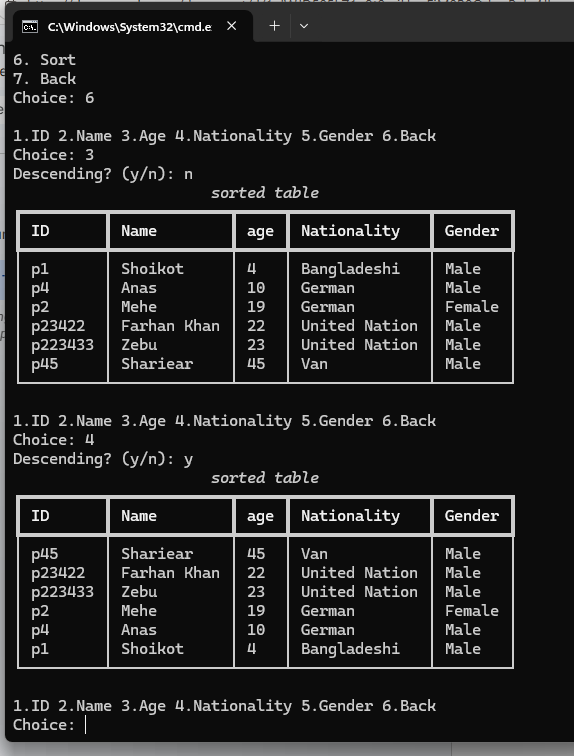 C:\Windows\System32\cmd.e
6. Sort
7. Back
Choice: 6
1.ID 2.Name 3.Age 4.Nationality 5.Gender 6.Back
Choice: 3
Descending? (y/n): n
sorted table
ID Name age Nationality Gender
p1 Shoikot 4 Bangladeshi Male
p4 Anas 10 German Male
p2 Mehe 19 German Female
p23422 Farhan Khan 22 United Nation Male
p223433 Zebu 23 United Nation Male
p45 Shariear 45 Van Male
1.ID 2.Name 3.Age 4.Nationality 5.Gender 6.Back
Choice: 4
Descending? (y/n): y
sorted table
ID Name age Nationality Gender
p45 Shariear 45 Van Male
p23422 Farhan Khan 22 United Nation Male
p223433 Zebu 23 United Nation Male
p2 Mehe 19 German Female
p4 Anas 10 German Male
p1 Shoikot 4 Bangladeshi Male
1.ID 2.Name 3.Age 4.Nationality 5.Gender 6.Back
Choice: